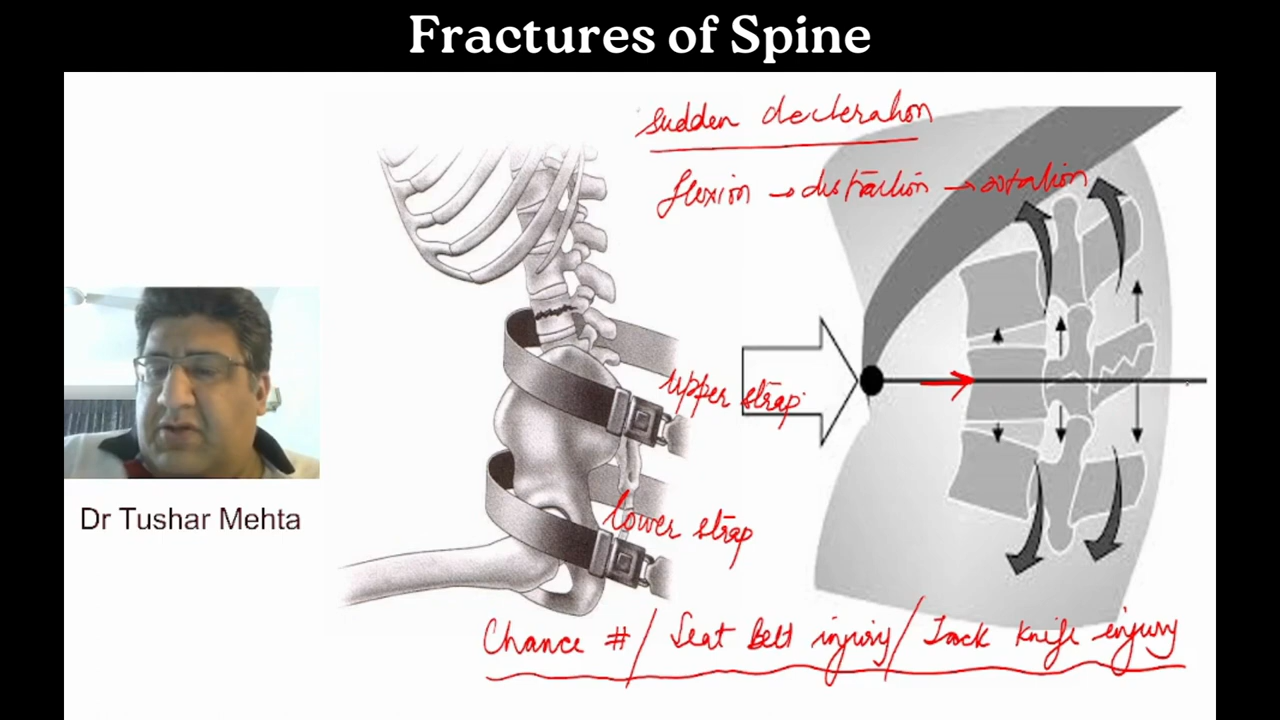 Fractures of Spine
sudden decleration
flexion → distraction → rotation
upper strap
lower strap
Dr Tushar Mehta
Chance # / Seat Belt injury / Jack knife injury